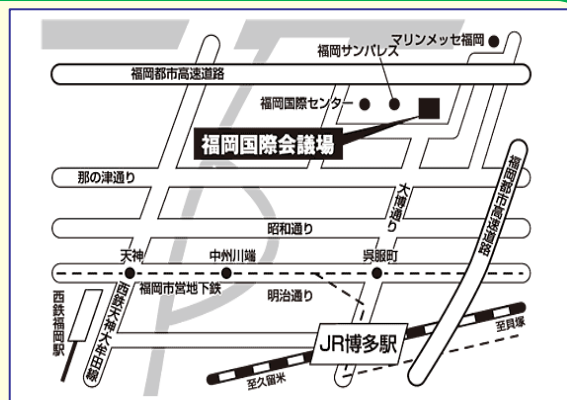 マリンメッセ福岡
福岡サンパレス
福岡都市高速道路
福岡国際センター
福岡国際会議場
福岡都市高速道路
那の津通り
大博通り
昭和通り
天神
中州川端
呉服町
福岡市営地下鉄
明治通り
西鉄福岡駅
西鉄天神大牟田線
JR博多駅
至貝塚
至久留米